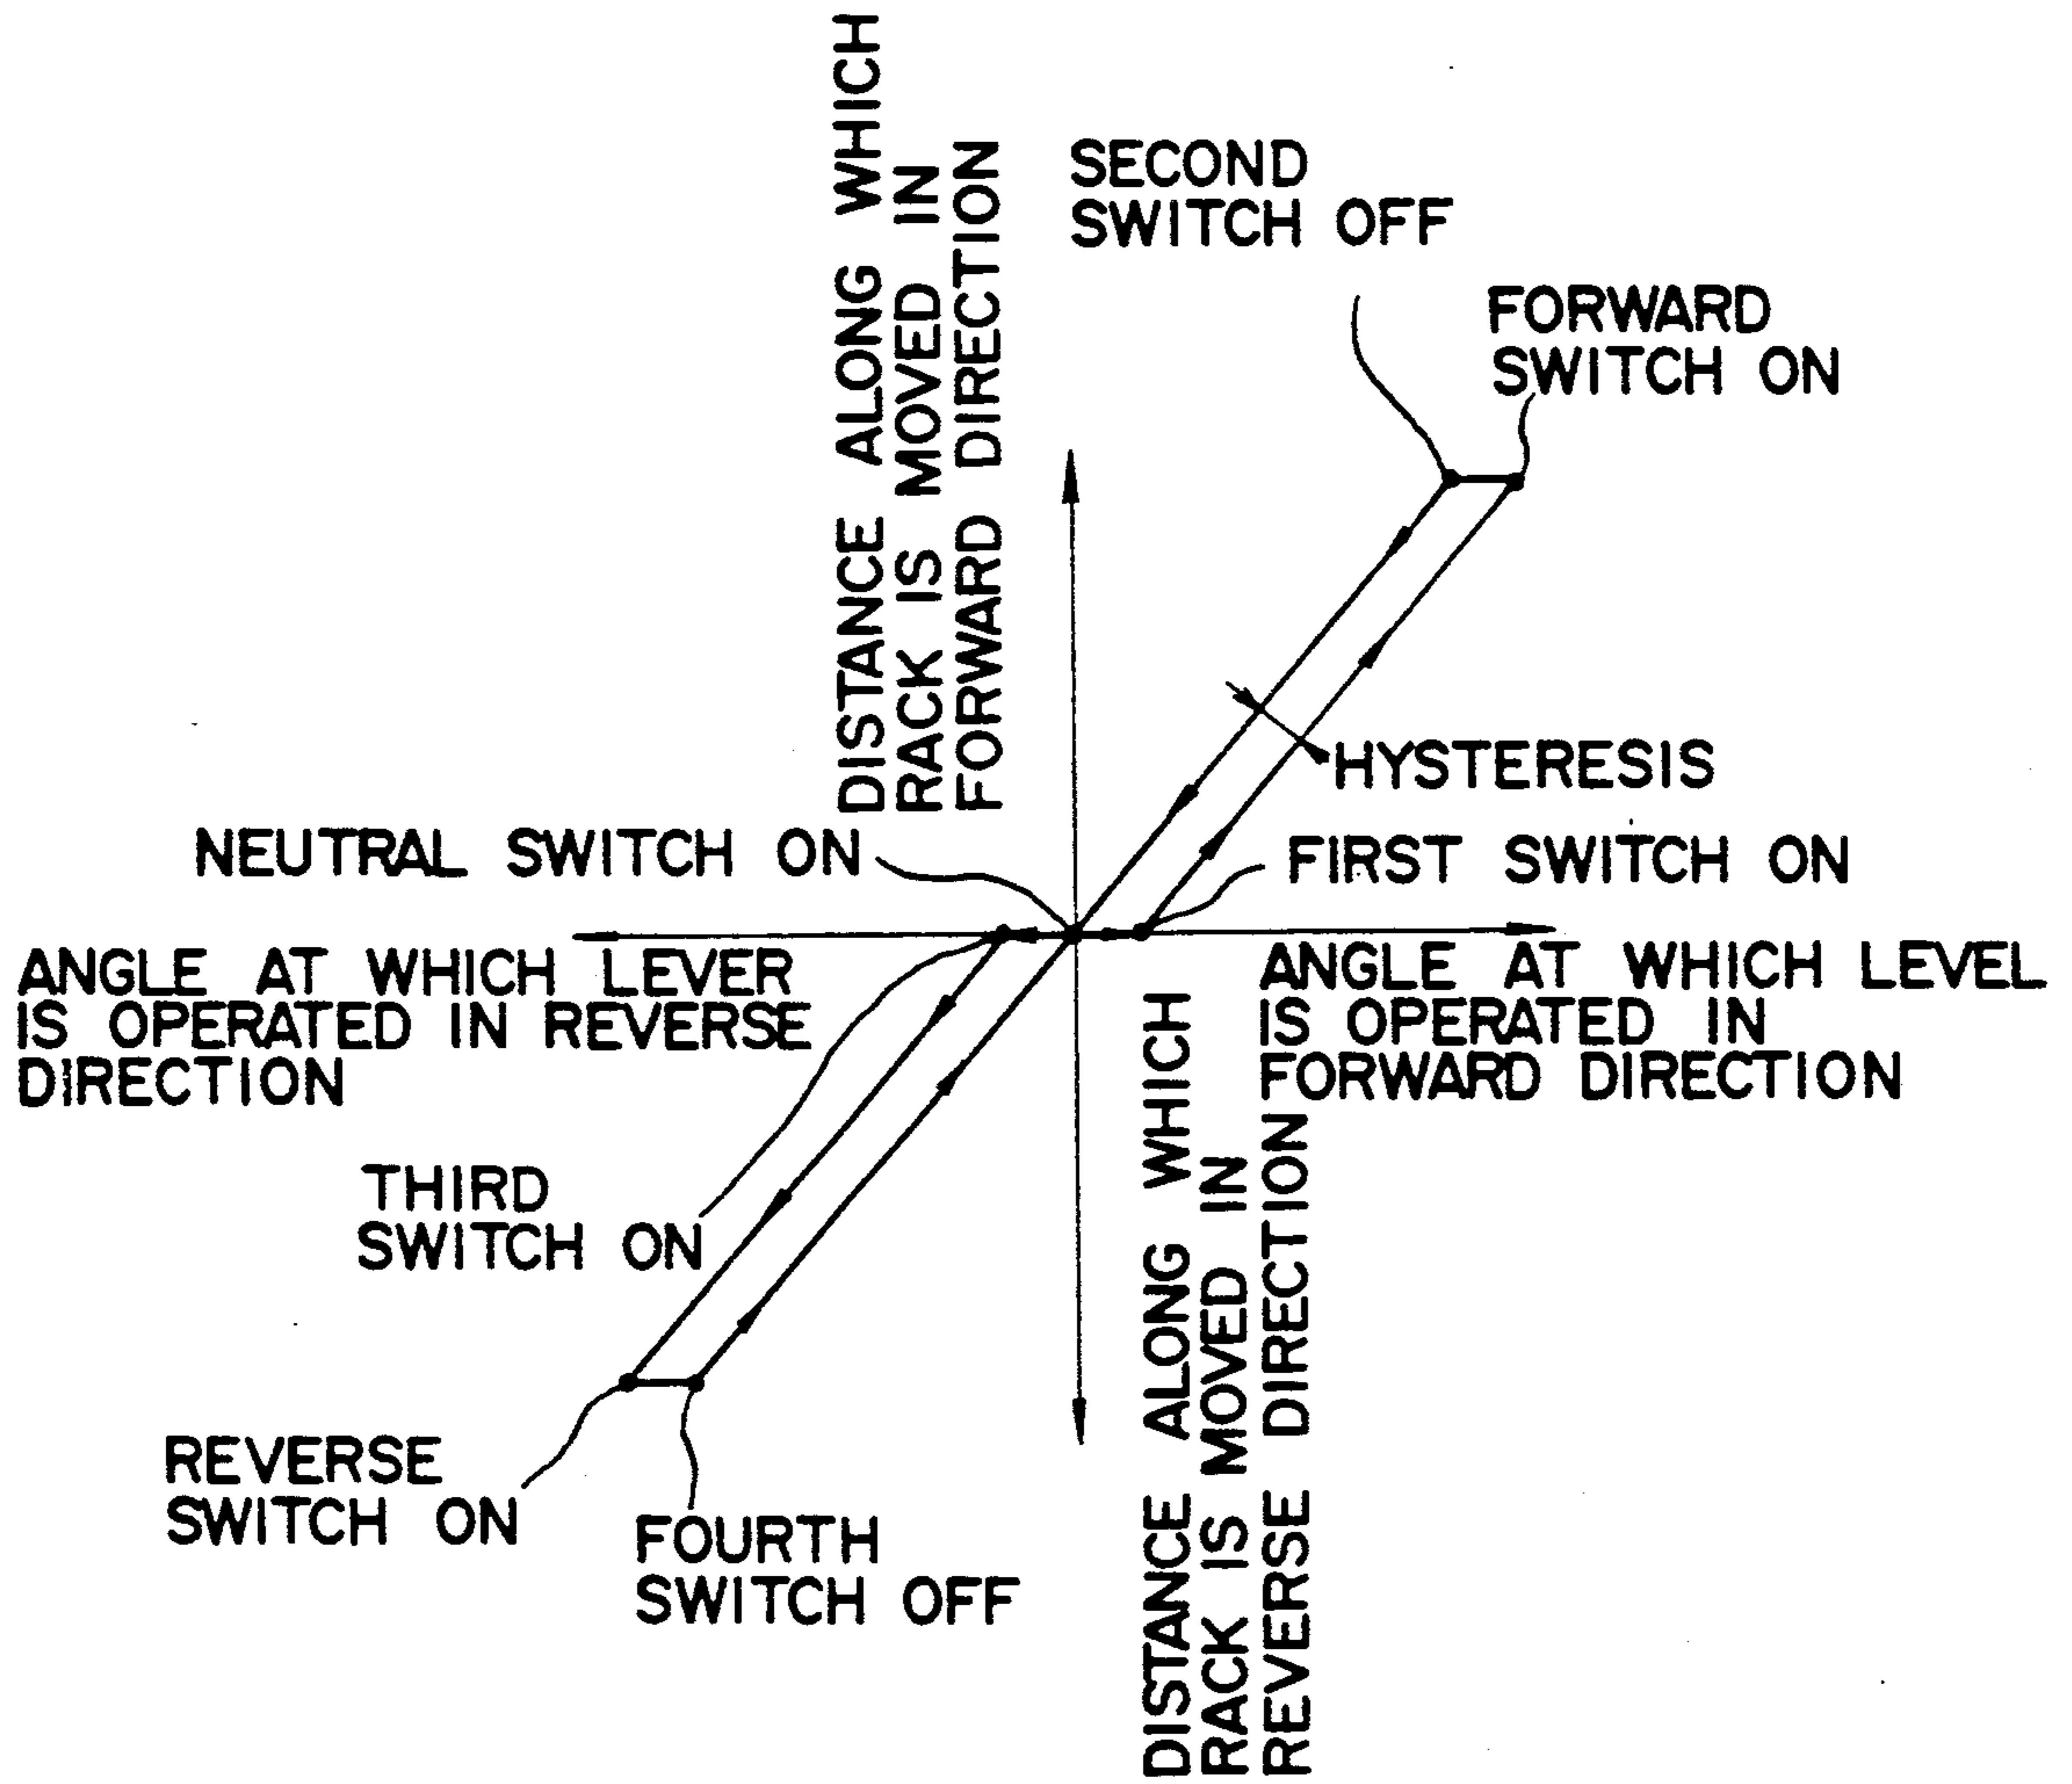 DISTANCE ALONG WHICH
RACK IS MOVED IN
FORWARD DIRECTION
SECOND
SWITCH OFF
FORWARD
SWITCH ON
HYSTERESIS
NEUTRAL SWITCH ON
FIRST SWITCH ON
ANGLE AT WHICH LEVER
IS OPERATED IN REVERSE
DIRECTION
ANGLE AT WHICH LEVEL
IS OPERATED IN
FORWARD DIRECTION
THIRD
SWITCH ON
DISTANCE ALONG WHICH
RACK IS MOVED IN
REVERSE DIRECTION
REVERSE
SWITCH ON
FOURTH
SWITCH OFF